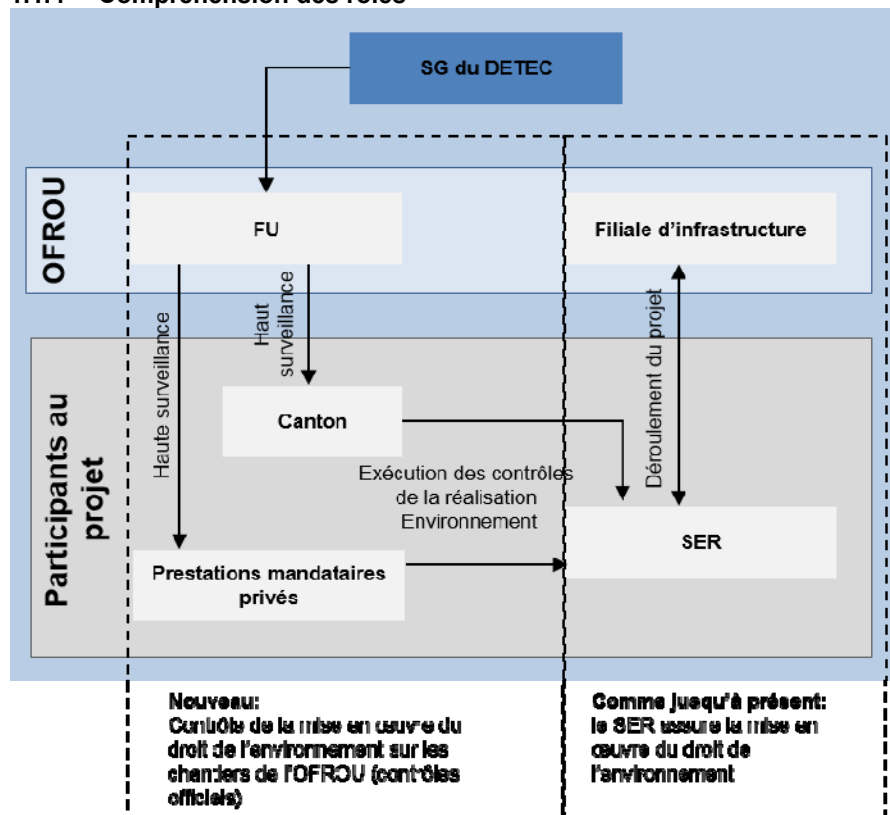 Compréhension des rôles
SG du DETEC
OFROU
FU
Filiale d'infrastructure
Haute surveillance
Haut
surveillance
Déroulement du projet
Participants au
projet
Canton
Exécution des contrôles
de la réalisation
Environnement
SER
Prestations mandataires
privés
Nouveau:
Contrôle de la mise en œuvre du
droit de l'environnement sur les
chantiers de l'OFROU (contrôles
officiels)
Comme jusqu'à présent:
le SER assure la mise en
œuvre du droit de
l'environnement